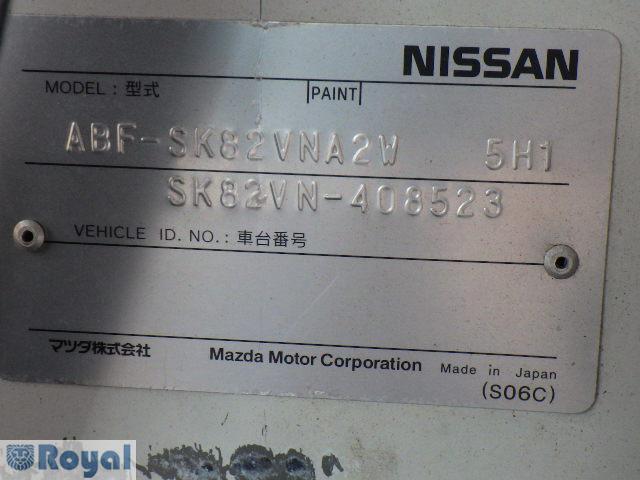 NISSAN
MODEL : 型式 PAINT
ABF-SK82VNA2W 5H1
SK82VN-408523
VEHICLE ID. NO. : 車台番号
マツダ株式会社 Mazda Motor Corporation Made in Japan
(S06C)
Royal